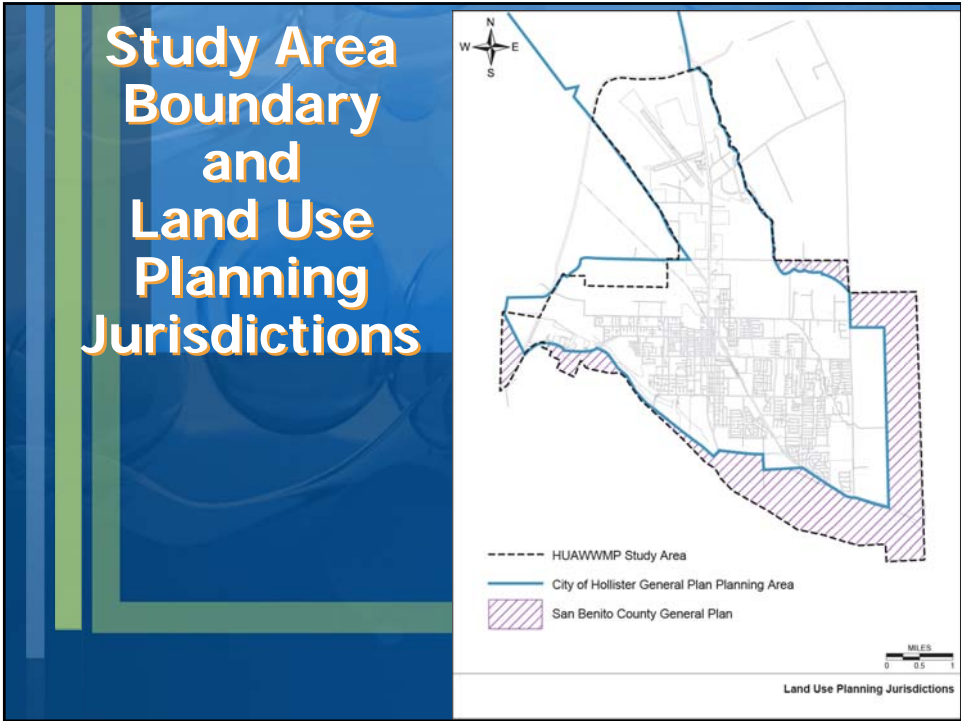 Study Area
Boundary
and
Land Use
Planning
Jurisdictions
N
W E
S
HUAWWMP Study Area
City of Hollister General Plan Planning Area
San Benito County General Plan
MILES
0 0.5 1
Land Use Planning Jurisdictions